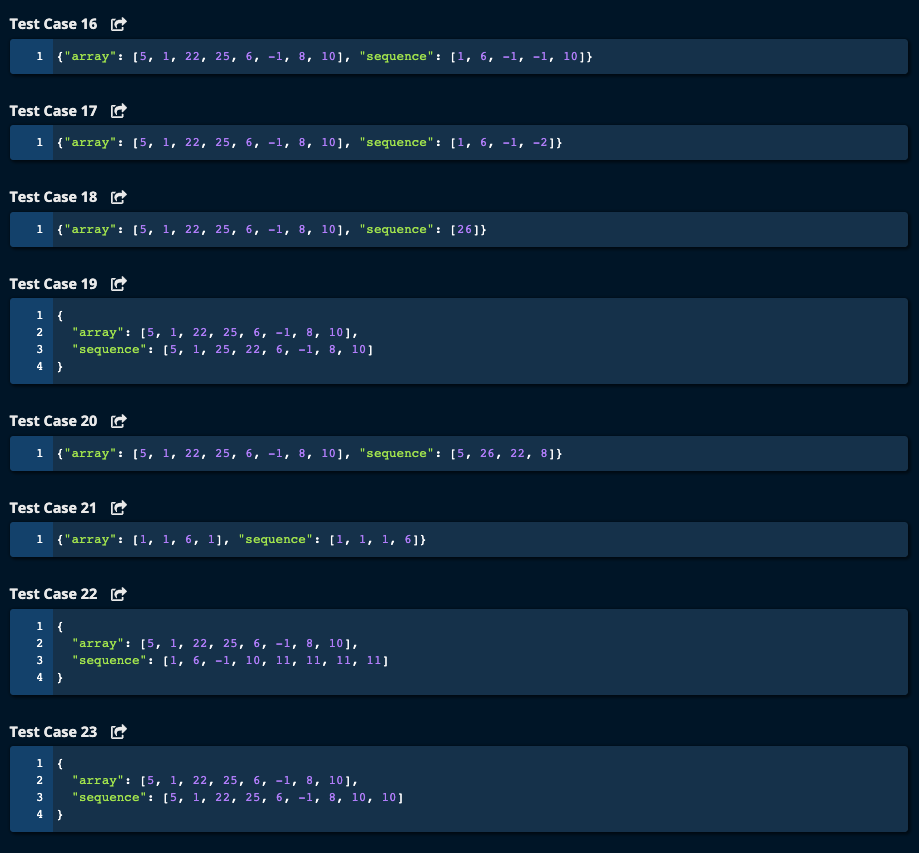 Test Case 16
1 {"array": [5, 1, 22, 25, 6, -1, 8, 10], "sequence": [1, 6, -1, -1, 10]}
Test Case 17
1 {"array": [5, 1, 22, 25, 6, -1, 8, 10], "sequence": [1, 6, -1, -2]}
Test Case 18
1 {"array": [5, 1, 22, 25, 6, -1, 8, 10], "sequence": [26]}
Test Case 19
1 {
2   "array": [5, 1, 22, 25, 6, -1, 8, 10],
3   "sequence": [5, 1, 25, 22, 6, -1, 8, 10]
4 }
Test Case 20
1 {"array": [5, 1, 22, 25, 6, -1, 8, 10], "sequence": [5, 26, 22, 8]}
Test Case 21
1 {"array": [1, 1, 6, 1], "sequence": [1, 1, 1, 6]}
Test Case 22
1 {
2   "array": [5, 1, 22, 25, 6, -1, 8, 10],
3   "sequence": [1, 6, -1, 10, 11, 11, 11, 11]
4 }
Test Case 23
1 {
2   "array": [5, 1, 22, 25, 6, -1, 8, 10],
3   "sequence": [5, 1, 22, 25, 6, -1, 8, 10, 10]
4 }